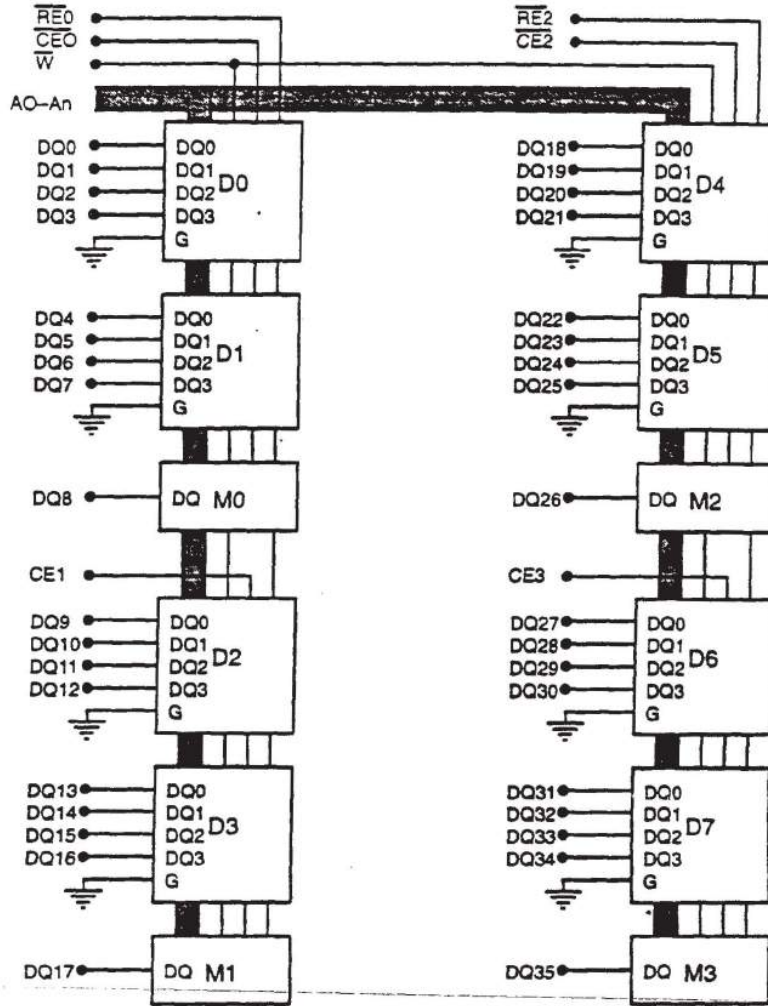 RE0 RE2
CE0 CE2
W
A0-An
DQ0 DQ0 DQ18 DQ0
DQ1 DQ1 D0 DQ19 DQ1 D4
DQ2 DQ2 DQ20 DQ2
DQ3 DQ3 DQ21 DQ3
G G
DQ4 DQ0 DQ22 DQ0
DQ5 DQ1 D1 DQ23 DQ1 D5
DQ6 DQ2 DQ24 DQ2
DQ7 DQ3 DQ25 DQ3
G G
DQ8 DQ M0 DQ26 DQ M2
CE1 CE3
DQ9 DQ0 DQ27 DQ0
DQ10 DQ1 D2 DQ28 DQ1 D6
DQ11 DQ2 DQ29 DQ2
DQ12 DQ3 DQ30 DQ3
G G
DQ13 DQ0 DQ31 DQ0
DQ14 DQ1 D3 DQ32 DQ1 D7
DQ15 DQ2 DQ33 DQ2
DQ16 DQ3 DQ34 DQ3
G G
DQ17 DQ M1 DQ35 DQ M3